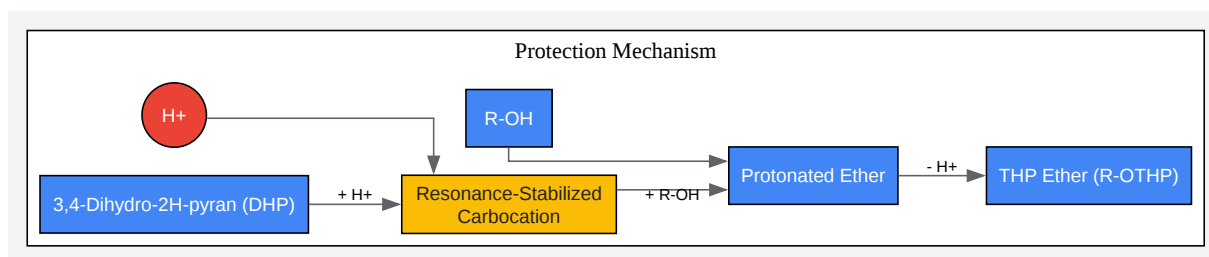 Protection Mechanism
H+
R-OH
3,4-Dihydro-2H-pyran (DHP)
+ H+
Resonance-Stabilized
Carbocation
+ R-OH
Protonated Ether
- H+
THP Ether (R-OTHP)